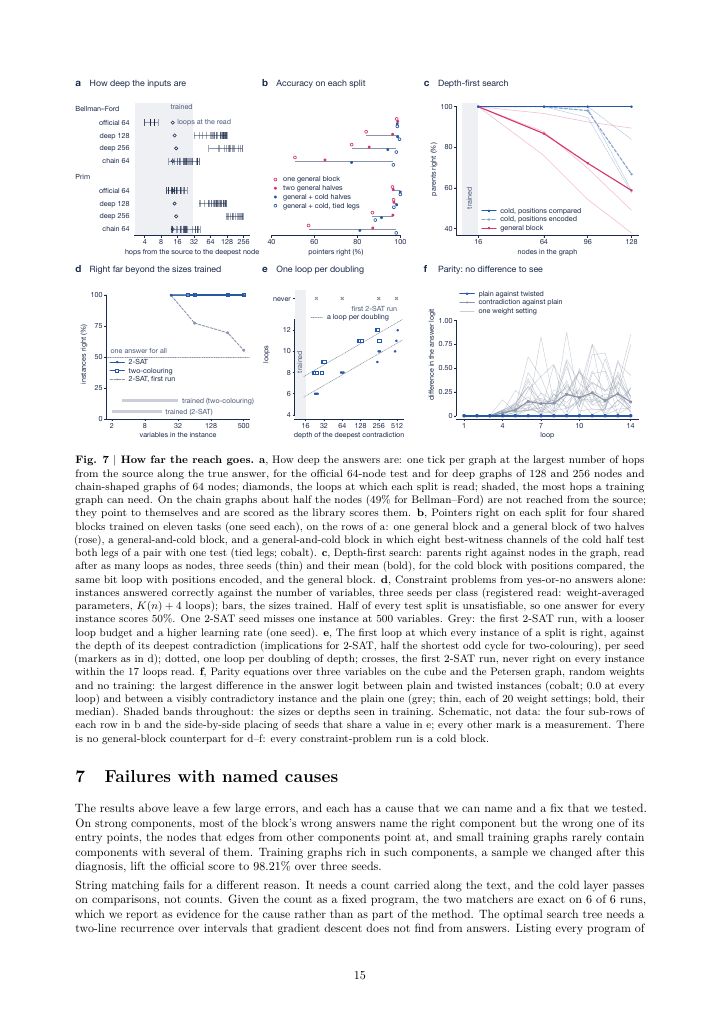 a How deep the inputs are
trained
Bellman–Ford
official 64
loops at the read
deep 128
deep 256
chain 64
Prim
official 64
deep 128
deep 256
chain 64
4 8 16 32 64 128 256
hops from the source to the deepest node
b Accuracy on each split
one general block
two general halves
general + cold halves
general + cold, tied legs
40 60 80 100
pointers right (%)
c Depth-first search
100
80
60
40
parents right (%)
trained
cold, positions compared
cold, positions encoded
general block
16 64 96 128
nodes in the graph
d Right far beyond the sizes trained
100
75
50
25
0
instances right (%)
one answer for all
2-SAT
two-colouring
2-SAT, first run
trained (two-colouring)
trained (2-SAT)
2 8 32 128 500
variables in the instance
e One loop per doubling
never
first 2-SAT run
a loop per doubling
12
10
8
6
4
loops
trained
16 32 64 128 256 512
depth of the deepest contradiction
f Parity: no difference to see
plain against twisted
contradiction against plain
one weight setting
1.00
0.75
0.50
0.25
0
difference in the answer logit
1 4 7 10 14
loop
Fig. 7 | How far the reach goes. a, How deep the answers are: one tick per graph at the largest number of hops
from the source along the true answer, for the official 64-node test and for deep graphs of 128 and 256 nodes and
chain-shaped graphs of 64 nodes; diamonds, the loops at which each split is read; shaded, the most hops a training
graph can need. On the chain graphs about half the nodes (49% for Bellman–Ford) are not reached from the source;
they point to themselves and are scored as the library scores them. b, Pointers right on each split for four shared
blocks trained on eleven tasks (one seed each), on the rows of a: one general block and a general block of two halves
(rose), a general-and-cold block, and a general-and-cold block in which eight best-witness channels of the cold half test
both legs of a pair with one test (tied legs; cobalt). c, Depth-first search: parents right against nodes in the graph, read
after as many loops as nodes, three seeds (thin) and their mean (bold), for the cold block with positions compared, the
same bit loop with positions encoded, and the general block. d, Constraint problems from yes-or-no answers alone:
instances answered correctly against the number of variables, three seeds per class (registered read: weight-averaged
parameters, K(n) + 4 loops); bars, the sizes trained. Half of every test split is unsatisfiable, so one answer for every
instance scores 50%. One 2-SAT seed misses one instance at 500 variables. Grey: the first 2-SAT run, with a looser
loop budget and a higher learning rate (one seed). e, The first loop at which every instance of a split is right, against
the depth of its deepest contradiction (implications for 2-SAT, half the shortest odd cycle for two-colouring), per seed
(markers as in d); dotted, one loop per doubling of depth; crosses, the first 2-SAT run, never right on every instance
within the 17 loops read. f, Parity equations over three variables on the cube and the Petersen graph, random weights
and no training: the largest difference in the answer logit between plain and twisted instances (cobalt; 0.0 at every
loop) and between a visibly contradictory instance and the plain one (grey; thin, each of 20 weight settings; bold, their
median). Shaded bands throughout: the sizes or depths seen in training. Schematic, not data: the four sub-rows of
each row in b and the side-by-side placing of seeds that share a value in e; every other mark is a measurement. There
is no general-block counterpart for d–f: every constraint-problem run is a cold block.
7 Failures with named causes
The results above leave a few large errors, and each has a cause that we can name and a fix that we tested.
On strong components, most of the block's wrong answers name the right component but the wrong one of its
entry points, the nodes that edges from other components point at, and small training graphs rarely contain
components with several of them. Training graphs rich in such components, a sample we changed after this
diagnosis, lift the official score to 98.21% over three seeds.
String matching fails for a different reason. It needs a count carried along the text, and the cold layer passes
on comparisons, not counts. Given the count as a fixed program, the two matchers are exact on 6 of 6 runs,
which we report as evidence for the cause rather than as part of the method. The optimal search tree needs a
two-line recurrence over intervals that gradient descent does not find from answers. Listing every program of
15